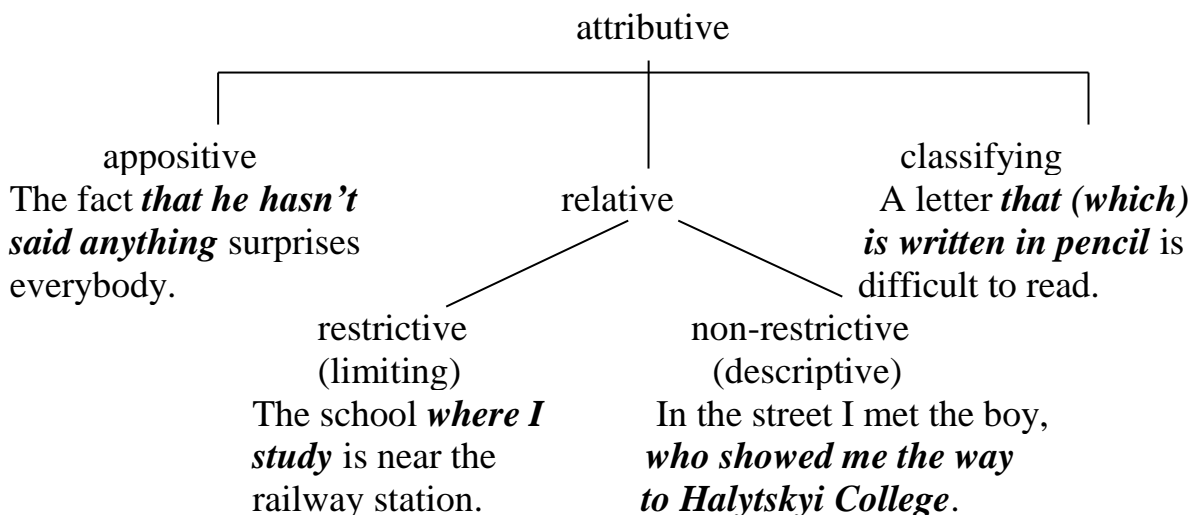 attributive
appositive
The fact that he hasn't
said anything surprises
everybody.
relative
classifying
A letter that (which)
is written in pencil is
difficult to read.
restrictive
(limiting)
The school where I
study is near the
railway station.
non-restrictive
(descriptive)
In the street I met the boy,
who showed me the way
to Halytskyi College.